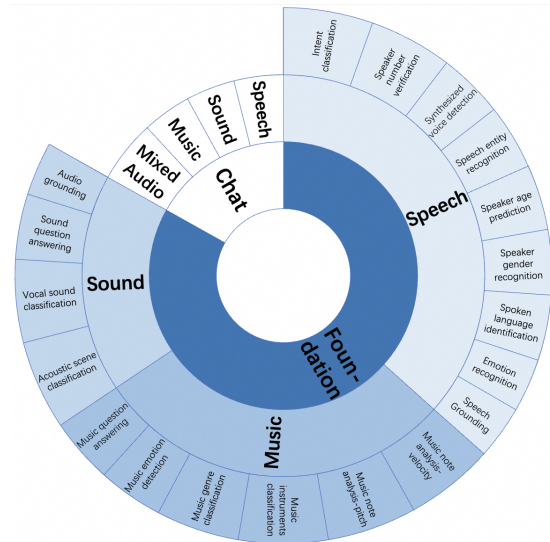 Intent
classification
Speaker
number
verification
Synthesized
voice detection
Speech entity
recognition
Speaker age
prediction
Speaker
gender
recognition
Spoken
language
identification
Emotion
recognition
Speech
Grounding
Speech
Music note
analysis-
velocity
Music note
analysis-pitch
Music
instruments
classification
Music genre
classification
Music emotion
detection
Music question
answering
Music
Acoustic scene
classification
Vocal sound
classification
Sound
question
answering
Audio
grounding
Sound
Foun-
dation
Mixed
Audio
Music
Sound
Speech
Chat